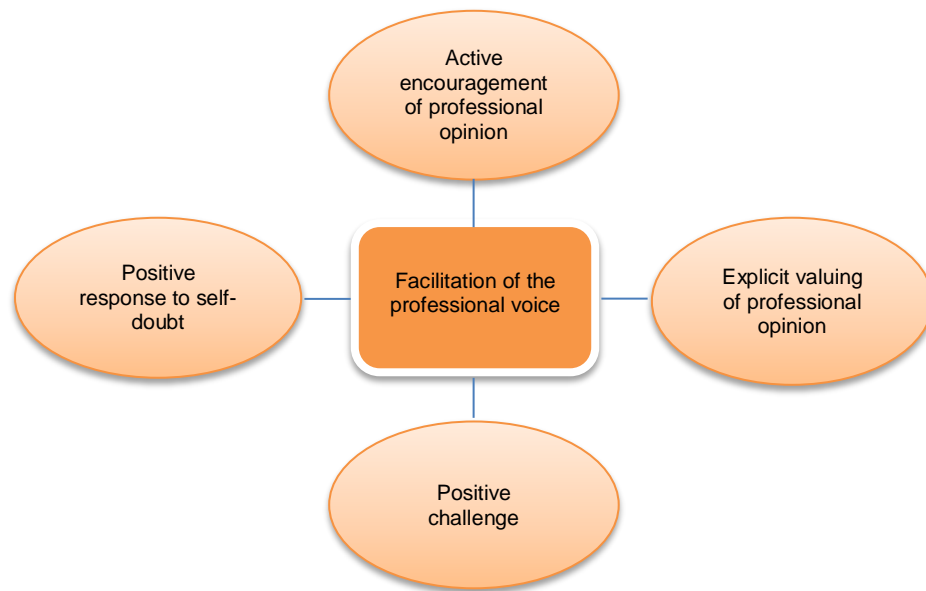 Active
encouragement
of professional
opinion
Positive
response to self-
doubt
Facilitation of the
professional voice
Explicit valuing
of professional
opinion
Positive
challenge